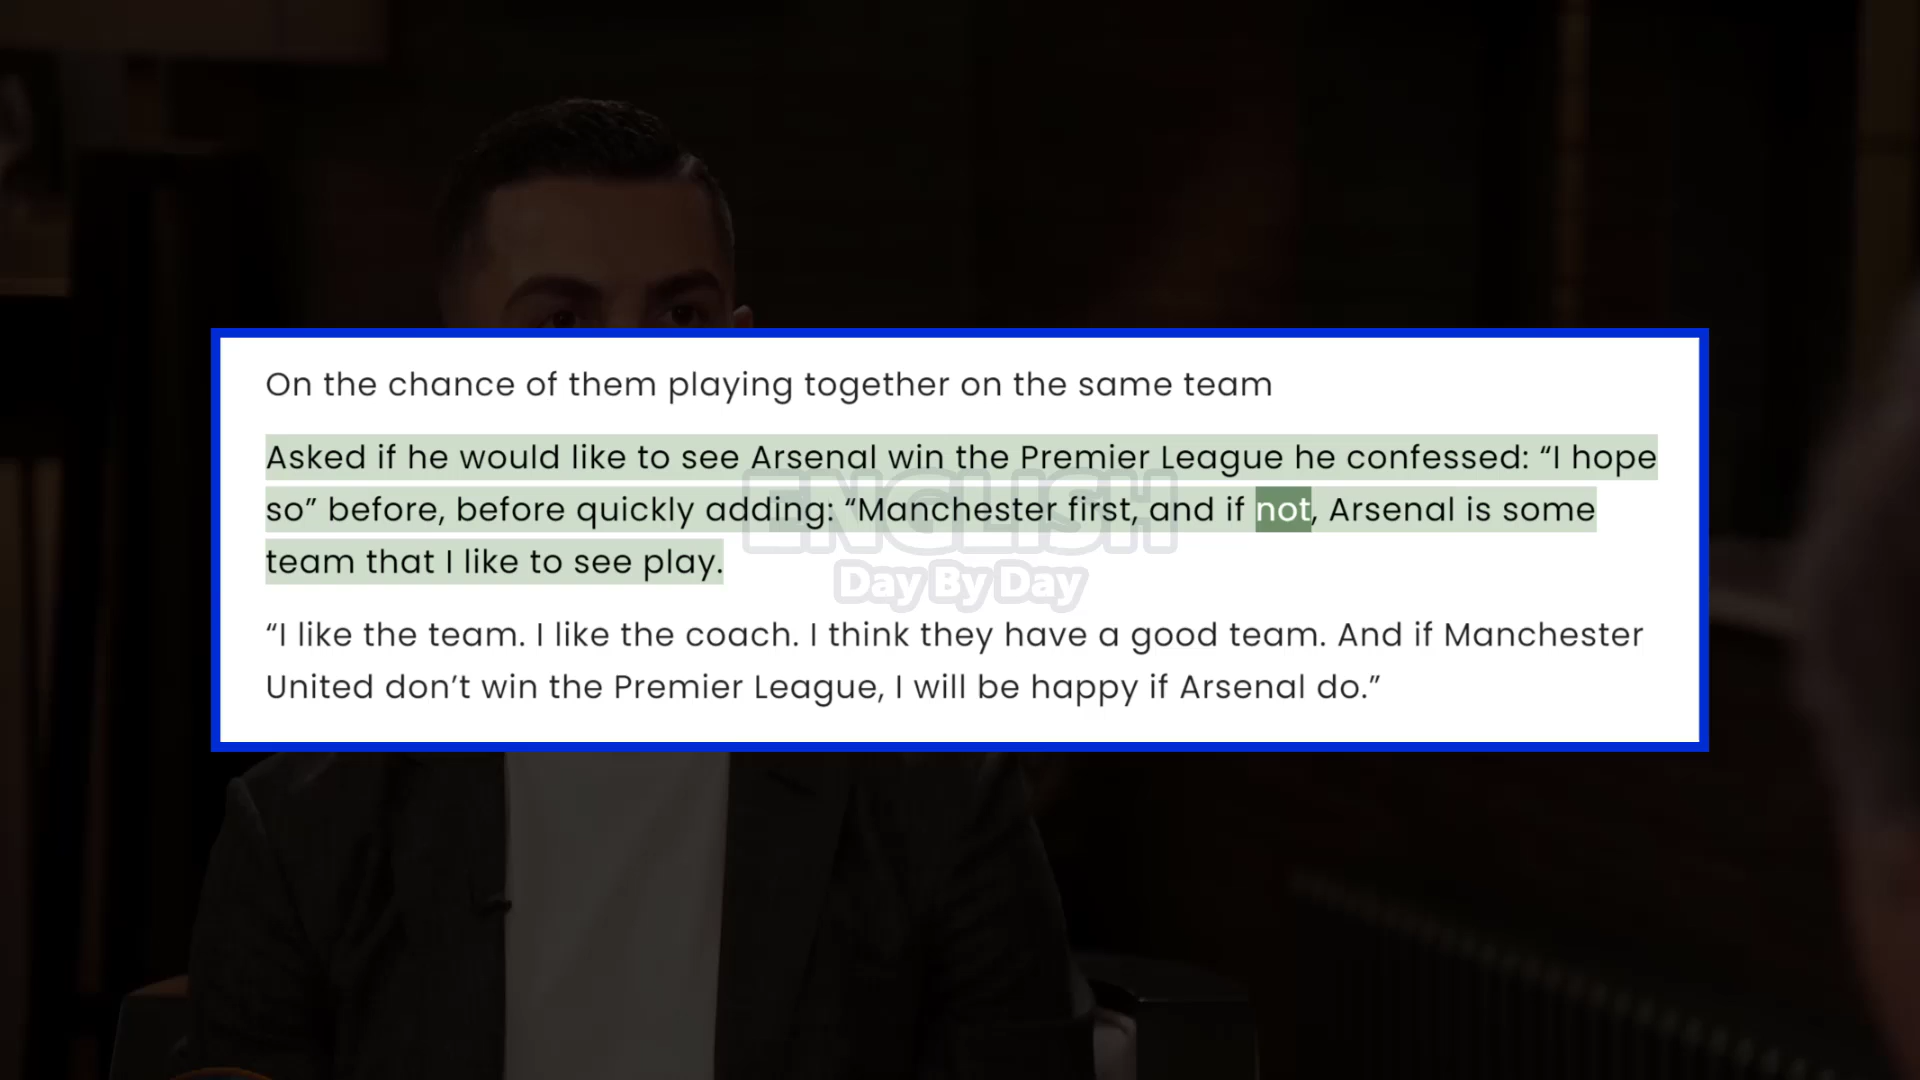 On the chance of them playing together on the same team
Asked if he would like to see Arsenal win the Premier League he confessed: “I hope
so” before, before quickly adding: “Manchester first, and if not, Arsenal is some
team that I like to see play.
ENGLISH
Day By Day
“I like the team. I like the coach. I think they have a good team. And if Manchester
United don’t win the Premier League, I will be happy if Arsenal do.”